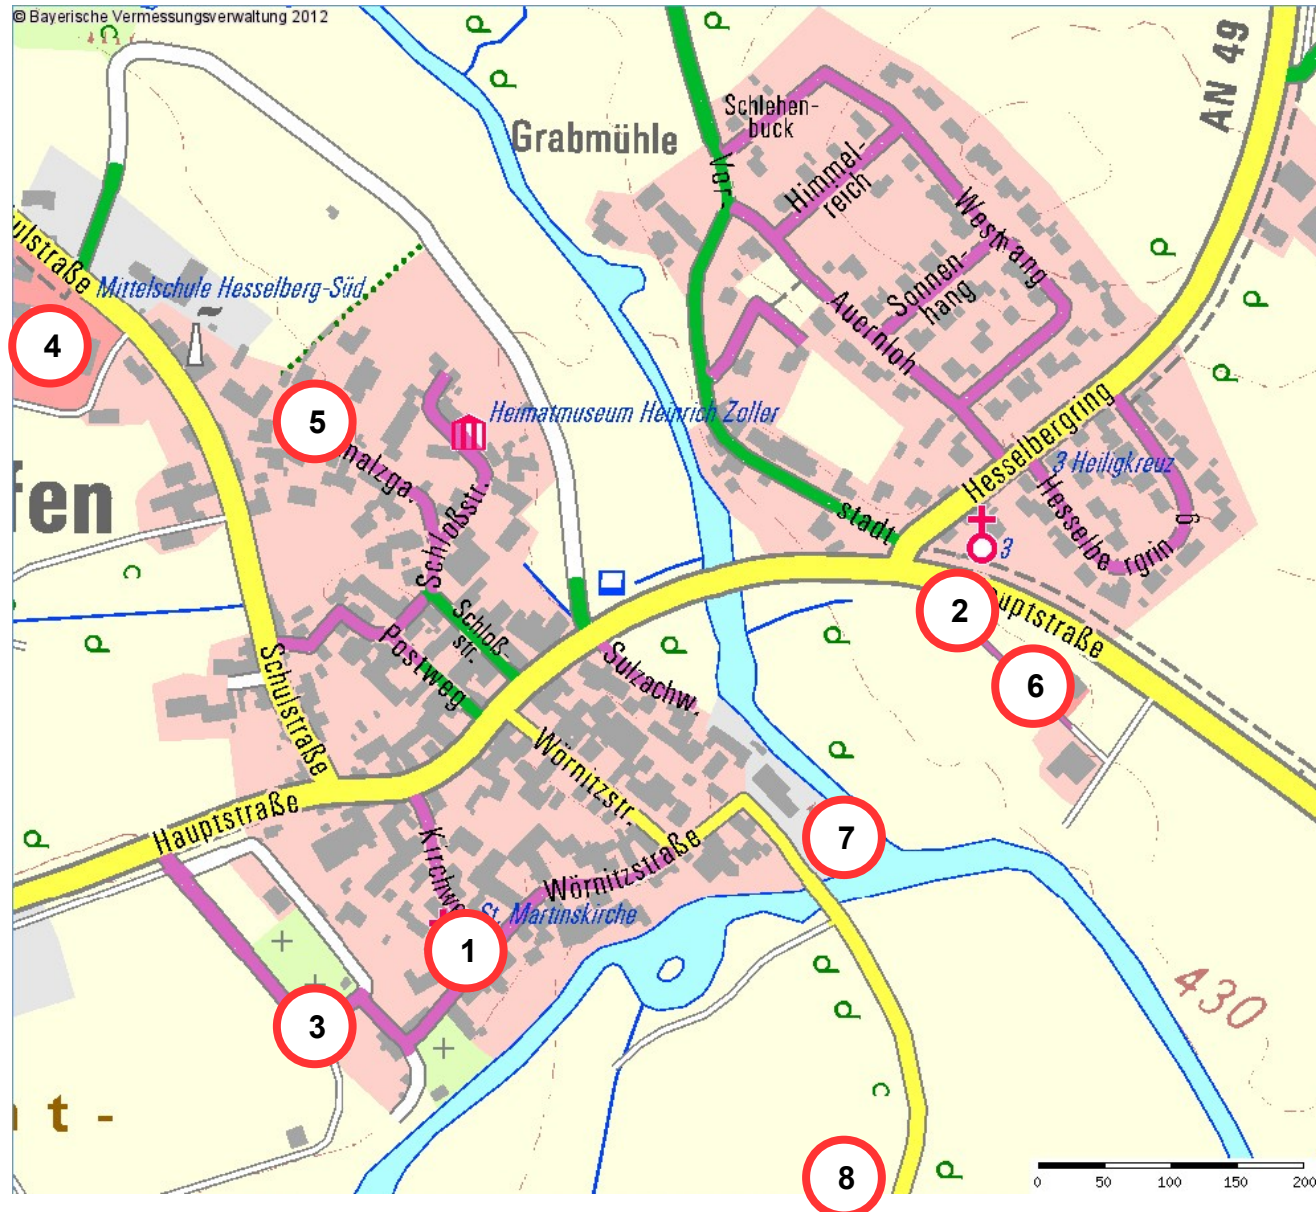 © Bayerische Vermessungsverwaltung 2012
AN 49
Schlehen-
buck
Grabmühle
Vor
Himmel-
reich
Westhang
ulstraße
Mittelschule Hesselberg-Süd
Sonnen-
hang
Auernloh
4
5
Heimatmuseum Heinrich Zoller
nalzga.
Hesselbergring
3 Heiligkreuz
fen
Schloßstr.
stadt
Hesselbergring
3
2
uptstraße
Schloß-
str.
Postweg
Sulzachw.
6
Schulstraße
Wörnitzstr
Hauptstraße
7
Kirchwe
Wörnitzstraße
St. Martinskirche
1
430
3
t -
8
0 50 100 150 200